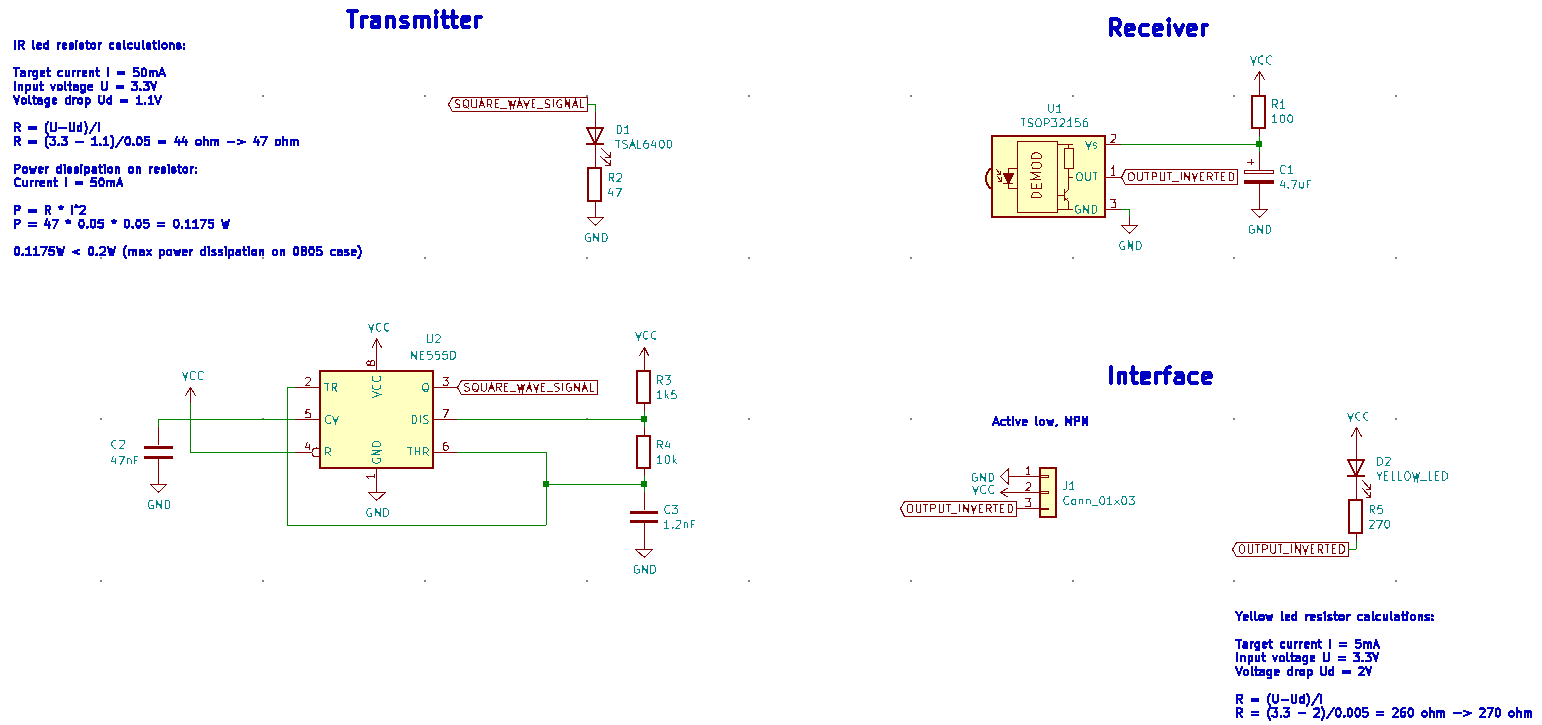 Transmitter
IR led resistor calculations:
Target current I = 50mA
Input voltage U = 3.3V
Voltage drop Ud = 1.1V
R = (U-Ud)/I
R = (3.3 - 1.1)/0.05 = 44 ohm -> 47 ohm
Power dissipation on resistor:
Current I = 50mA
P = R * I^2
P = 47 * 0.05 * 0.05 = 0.1175 W
0.1175W < 0.2W (max power dissipation on 0805 case)
SQUARE_WAVE_SIGNAL
D1
TSAL6400
R2
47
GND
Receiver
VCC
R1
100
U1
TSOP32156
DEMOD
Vs
2
OUT
1
GND
3
OUTPUT_INVERTED
GND
+
C1
4.7uF
GND
VCC
U2
NE555D
VCC
VCC
8
VCC
2
TR
Q
3
SQUARE_WAVE_SIGNAL
R3
1k5
5
CV
DIS
7
4
R
THR
6
GND
1
GND
C2
47nF
GND
R4
10k
C3
1.2nF
GND
Interface
Active low, NPN
GND
1
VCC
2
OUTPUT_INVERTED
3
J1
Conn_01x03
VCC
D2
YELLOW_LED
R5
270
OUTPUT_INVERTED
Yellow led resistor calculations:
Target current I = 5mA
Input voltage U = 3.3V
Voltage drop Ud = 2V
R = (U-Ud)/I
R = (3.3 - 2)/0.005 = 260 ohm -> 270 ohm